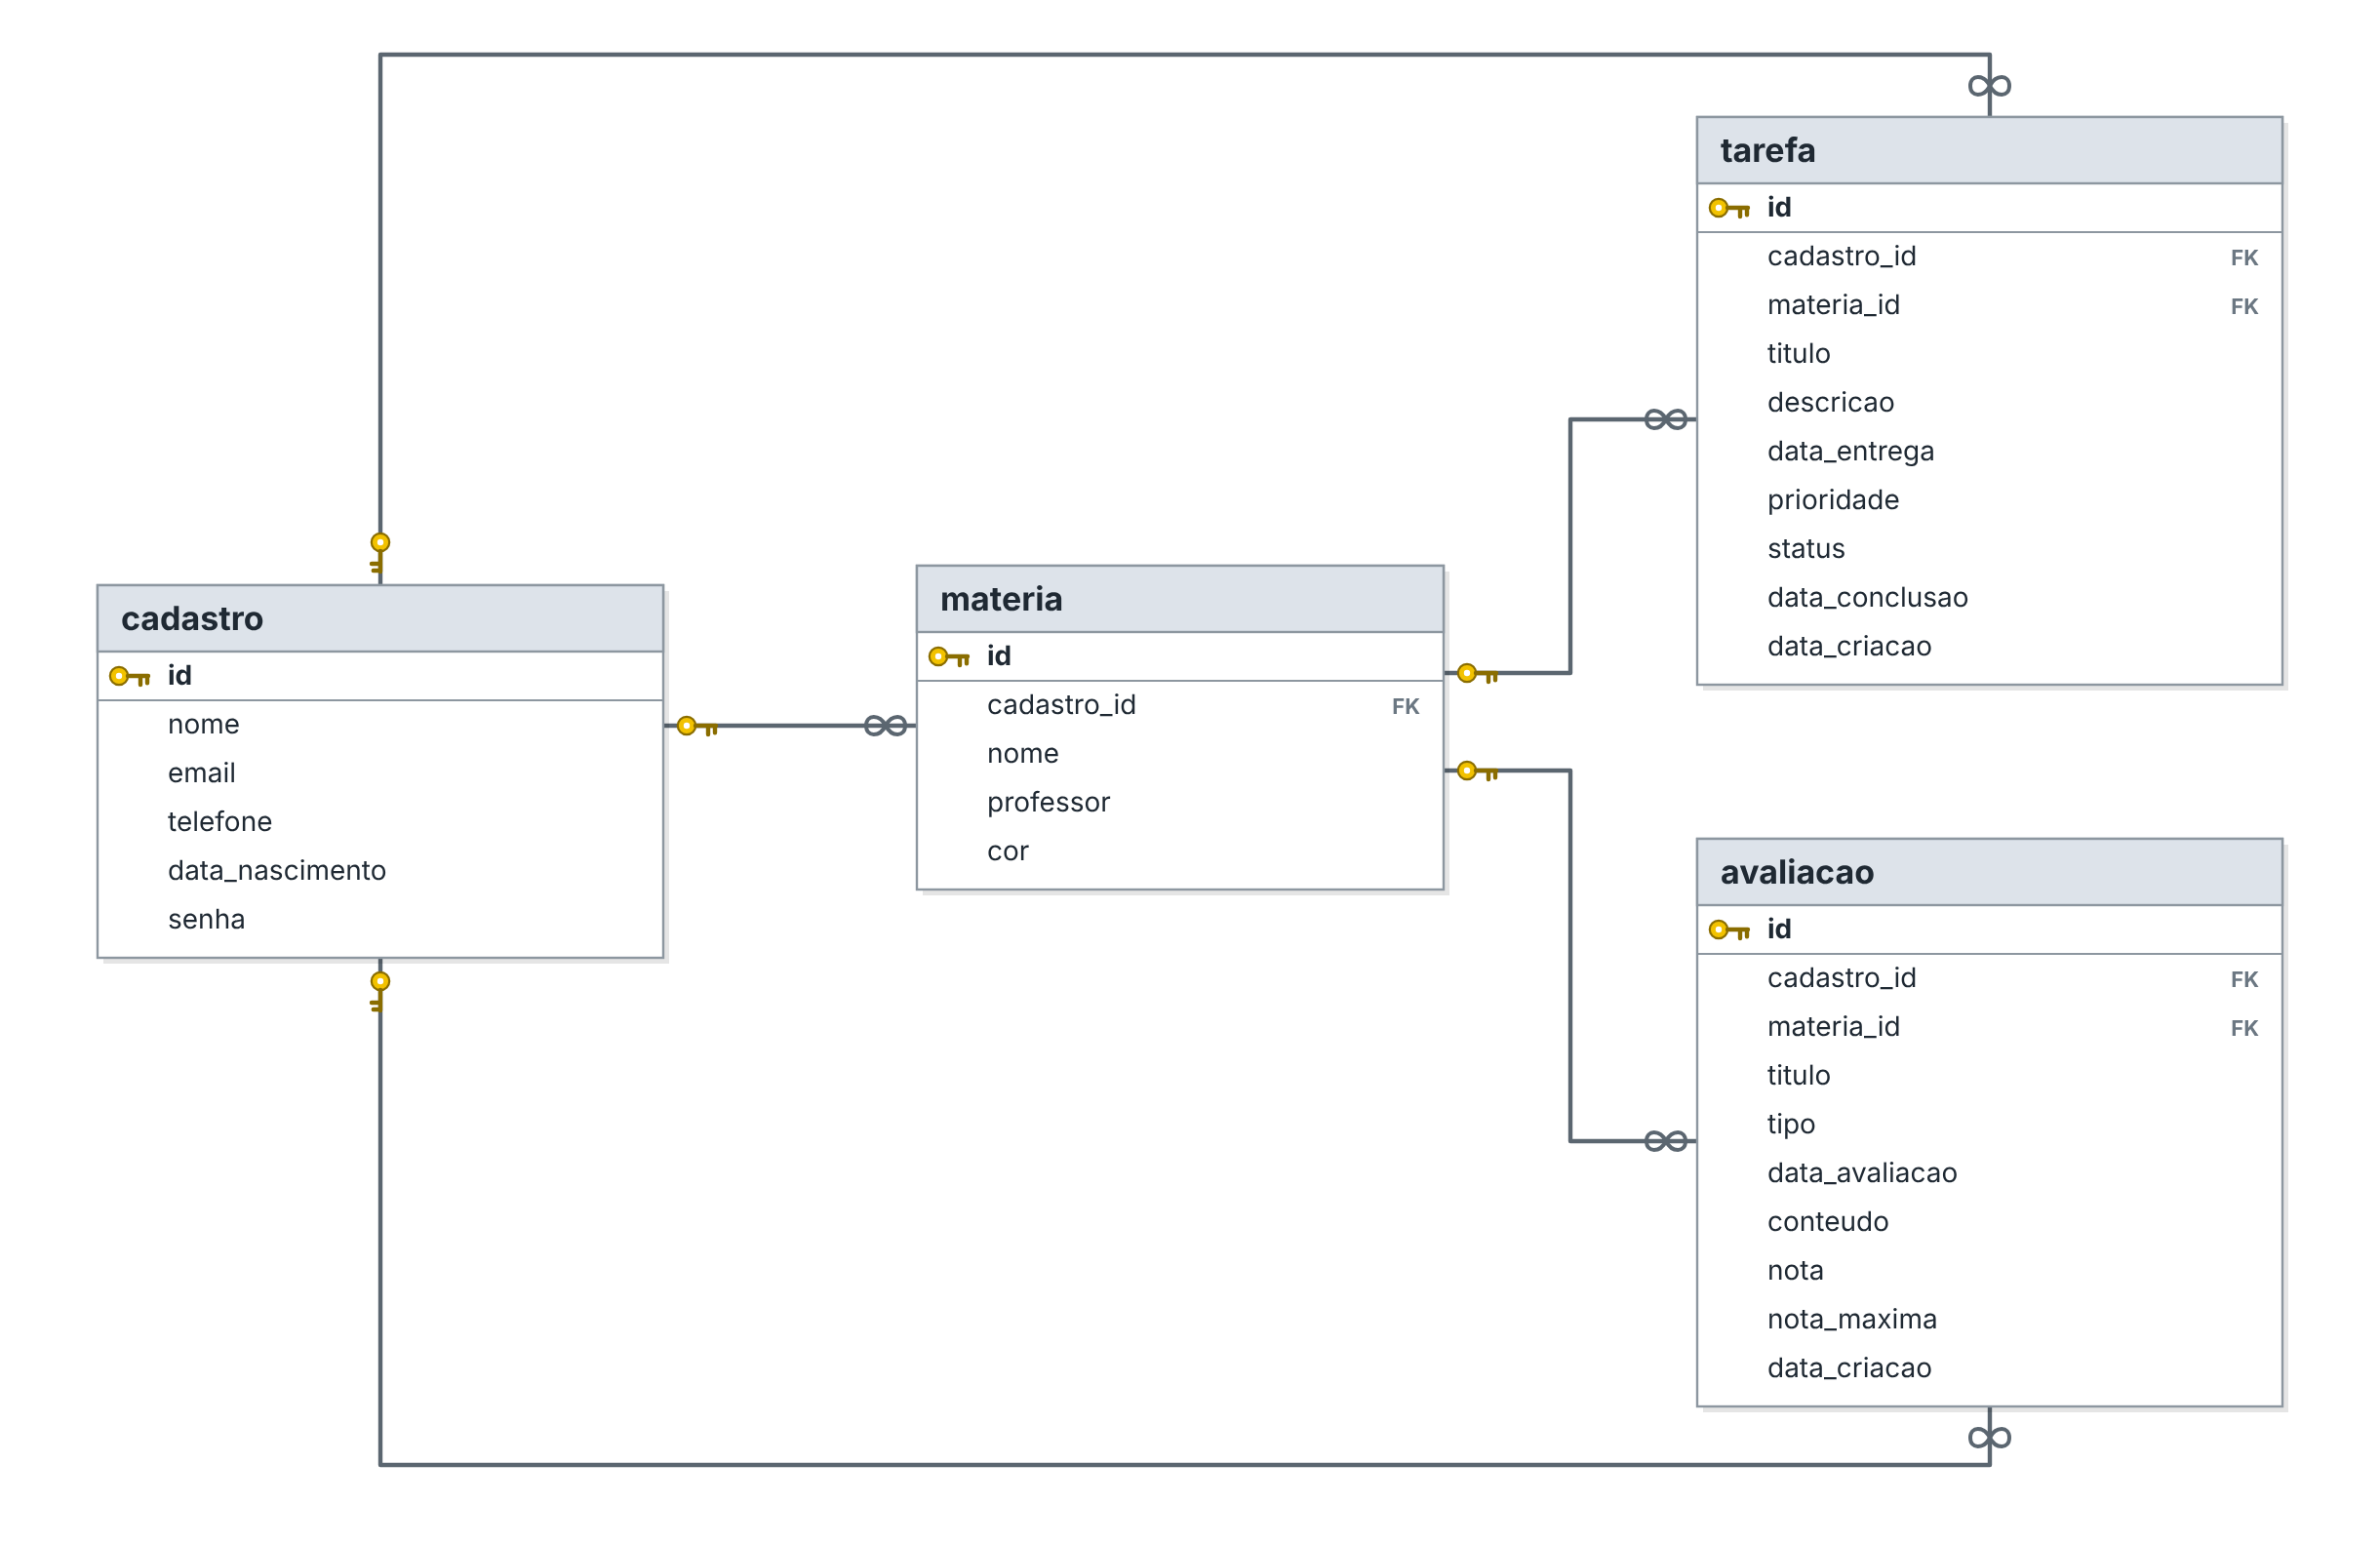 cadastro
id
nome
email
telefone
data_nascimento
senha
materia
id
cadastro_id FK
nome
professor
cor
tarefa
id
cadastro_id FK
materia_id FK
titulo
descricao
data_entrega
prioridade
status
data_conclusao
data_criacao
avaliacao
id
cadastro_id FK
materia_id FK
titulo
tipo
data_avaliacao
conteudo
nota
nota_maxima
data_criacao